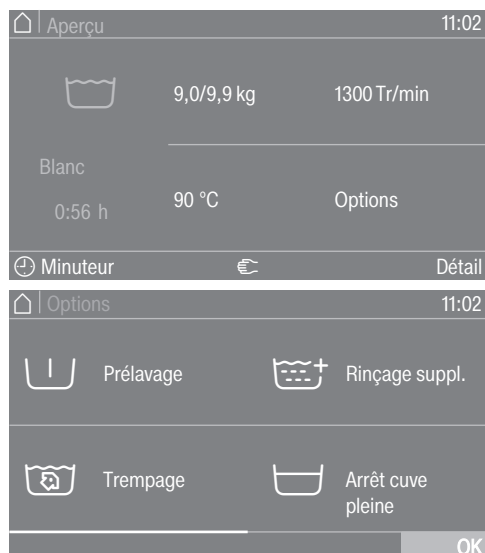 Aperçu 11:02
9,0/9,9 kg 1300 Tr/min
Blanc
0:56 h
90 °C Options
Minuteur Détail
Options 11:02
Prélavage Rinçage suppl.
Trempage Arrêt cuve
pleine
OK